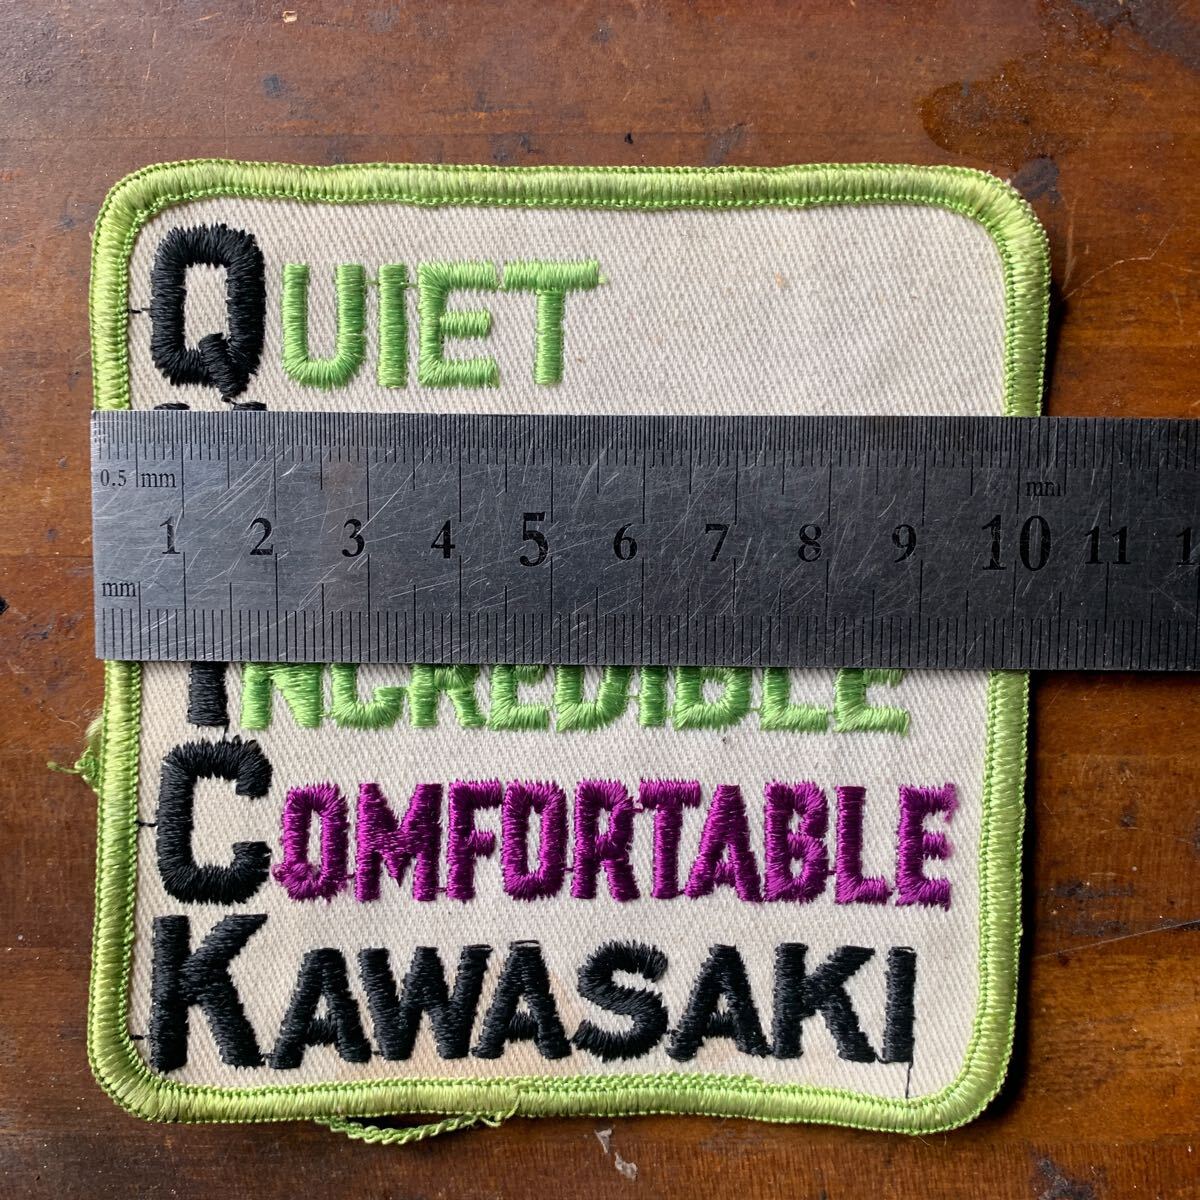 QUIET
0.5 mm mm
1 2 3 4 5 6 7 8 9 10 11 1
mm
INCREDIBLE
COMFORTABLE
KAWASAKI